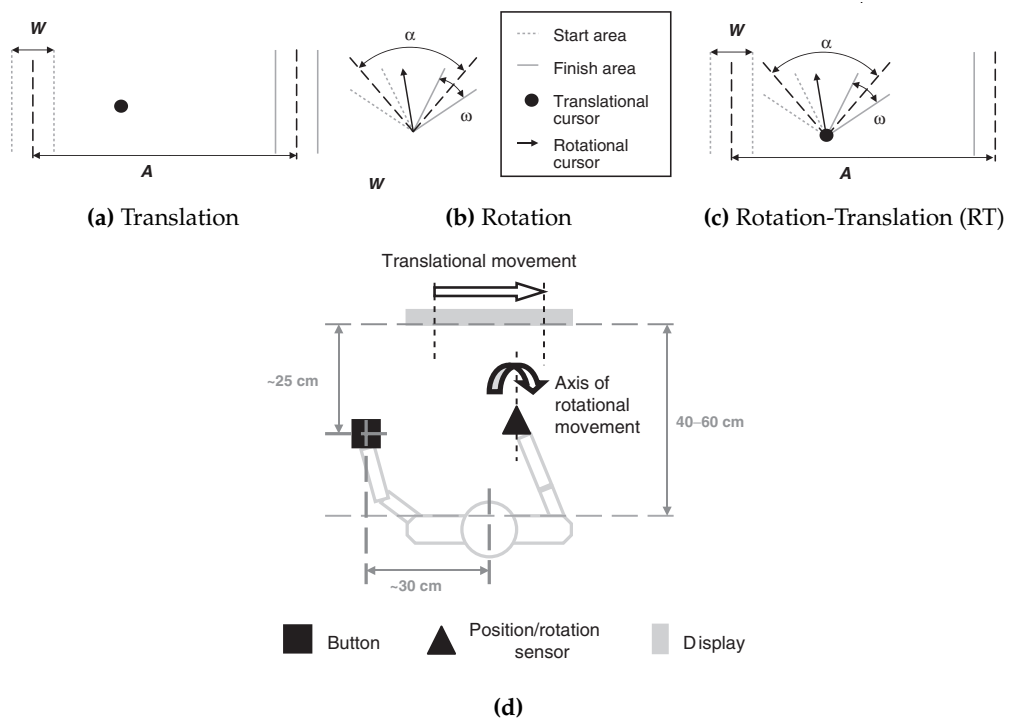 W
A
(a) Translation
α
ω
W
(b) Rotation
Start area
Finish area
Translational
cursor
Rotational
cursor
W
α
ω
A
(c) Rotation-Translation (RT)
Translational movement
~25 cm
Axis of
rotational
movement
40–60 cm
~30 cm
Button
Position/rotation
sensor
Display
(d)